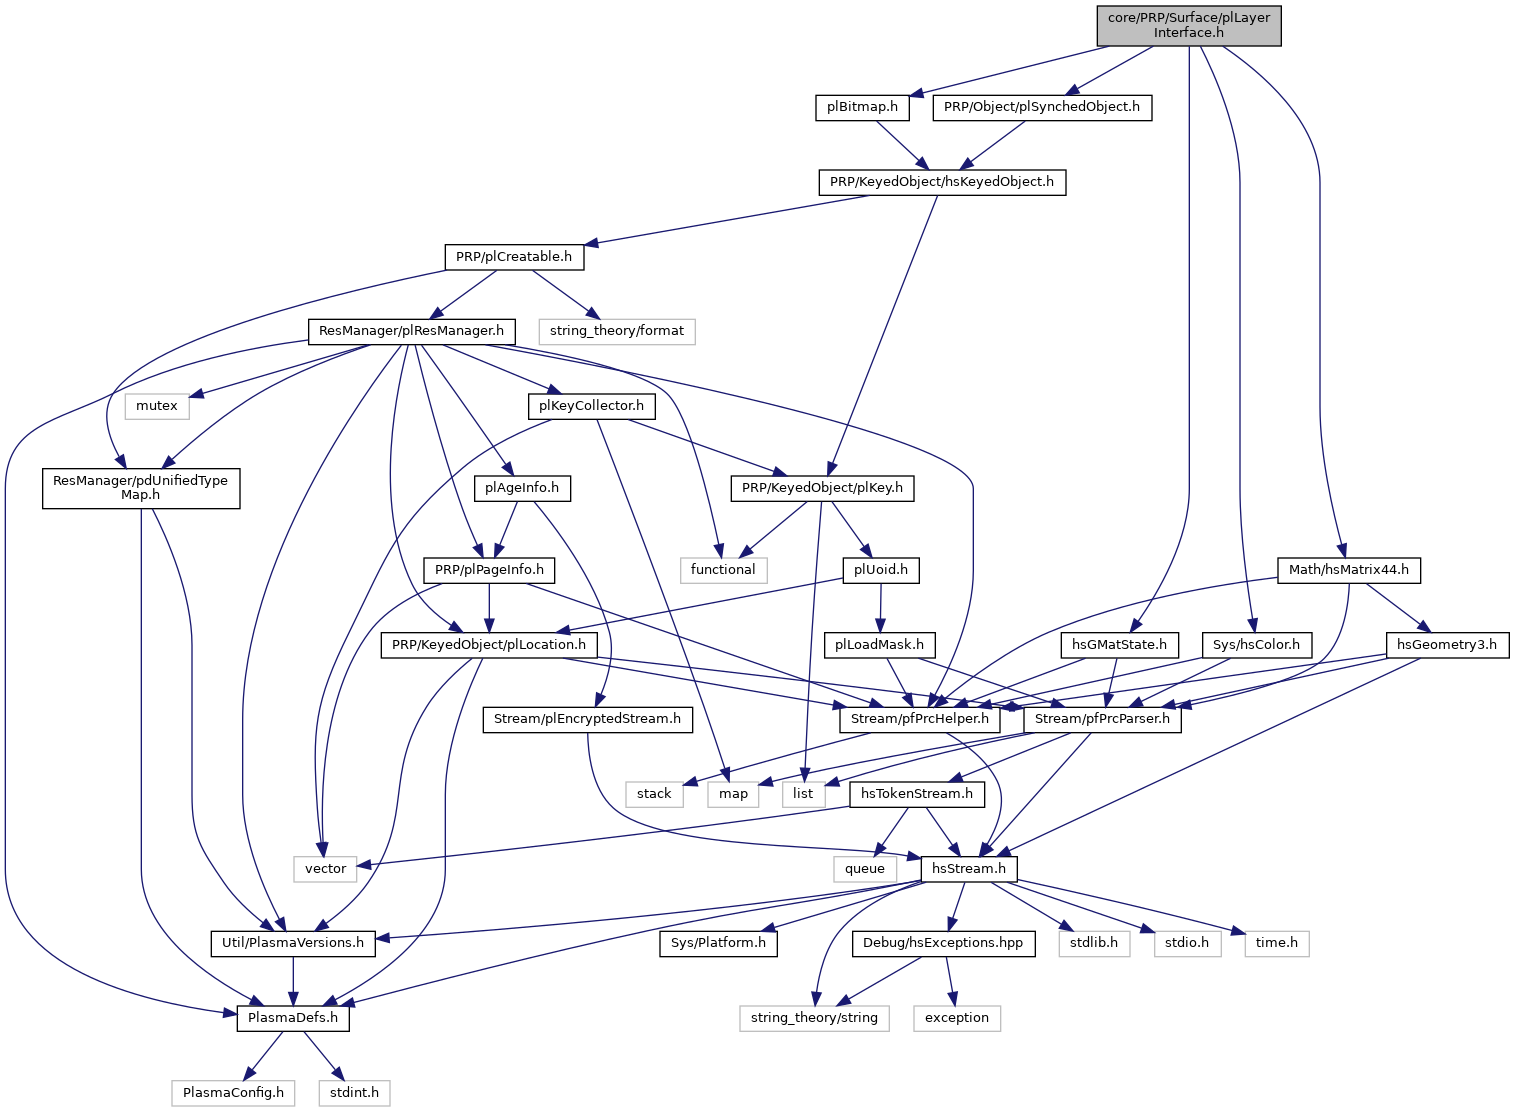 core/PRP/Surface/plLayer
Interface.h
plBitmap.h
PRP/Object/plSynchedObject.h
PRP/KeyedObject/hsKeyedObject.h
PRP/plCreatable.h
ResManager/plResManager.h
string_theory/format
mutex
plKeyCollector.h
ResManager/pdUnifiedType
Map.h
plAgeInfo.h
PRP/KeyedObject/plKey.h
PRP/plPageInfo.h
functional
plUoid.h
Math/hsMatrix44.h
PRP/KeyedObject/plLocation.h
plLoadMask.h
hsGMatState.h
Sys/hsColor.h
hsGeometry3.h
Stream/plEncryptedStream.h
Stream/pfPrcHelper.h
Stream/pfPrcParser.h
stack
map
list
hsTokenStream.h
vector
queue
hsStream.h
Util/PlasmaVersions.h
Sys/Platform.h
Debug/hsExceptions.hpp
stdlib.h
stdio.h
time.h
PlasmaDefs.h
string_theory/string
exception
PlasmaConfig.h
stdint.h